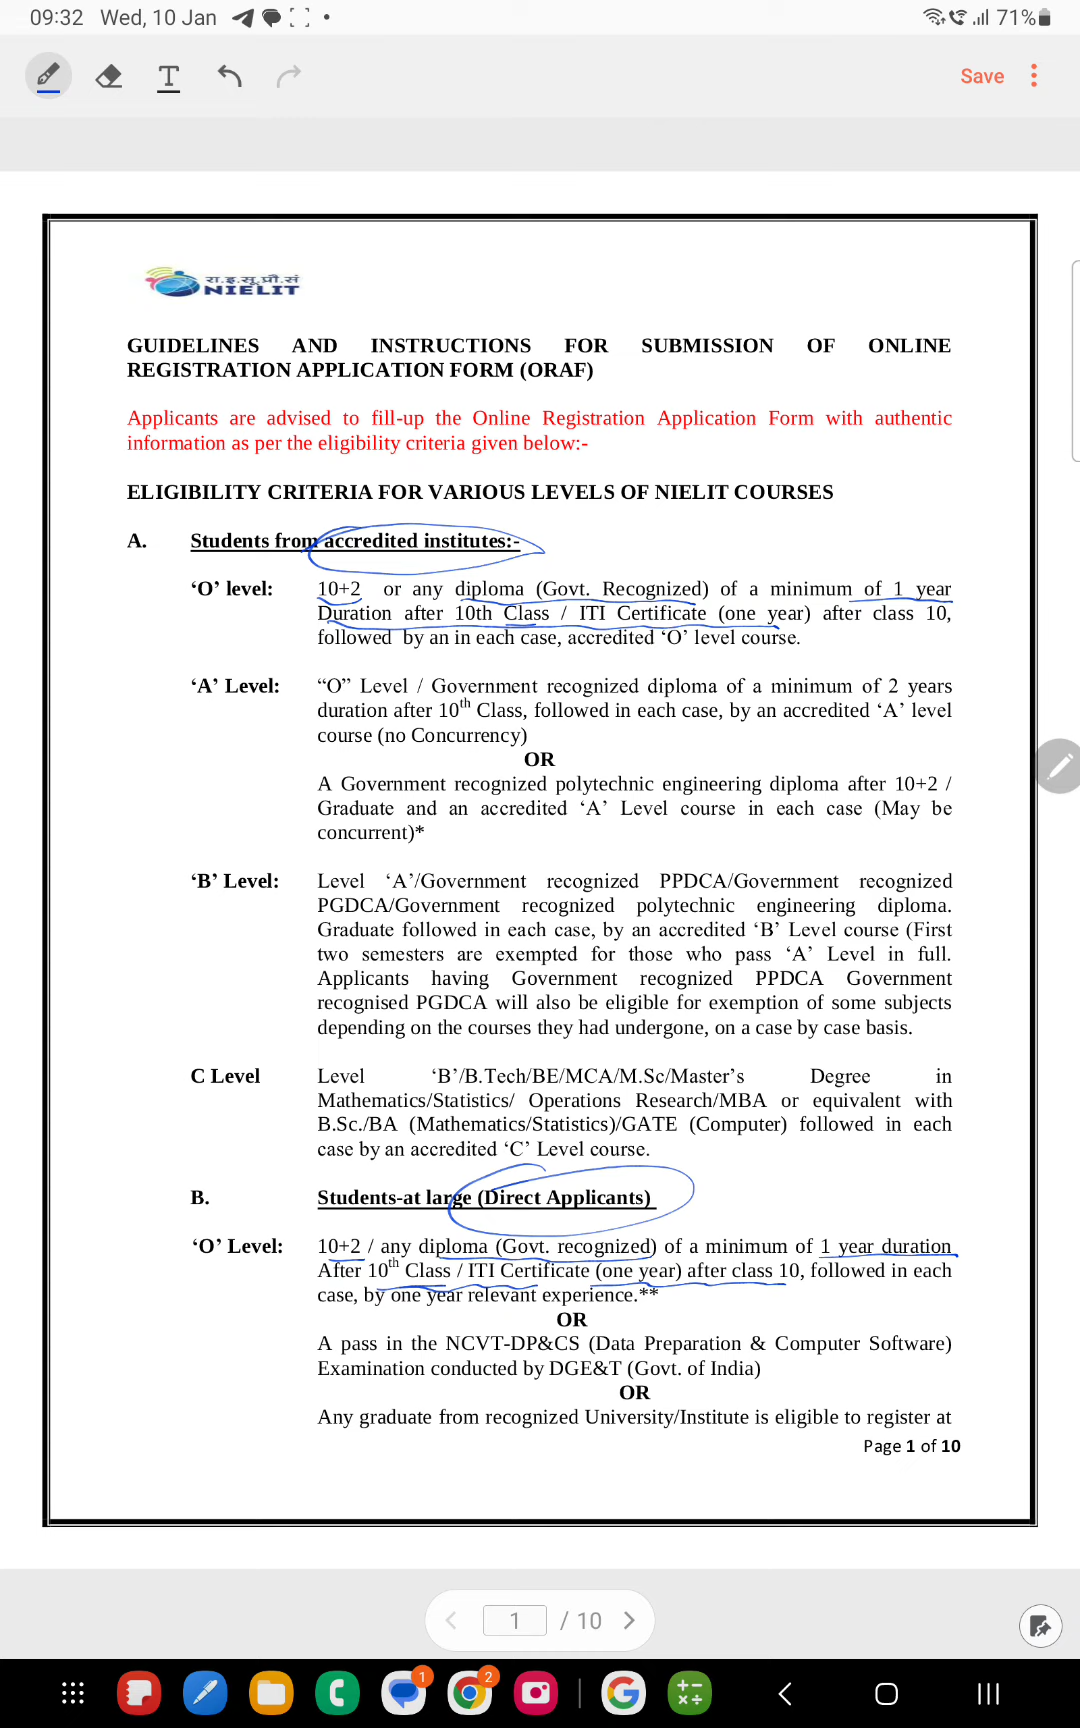 09:32 Wed, 10 Jan
71%
T
Save
रा.इ.सू.प्रौ.सं
NIELIT
GUIDELINES AND INSTRUCTIONS FOR SUBMISSION OF ONLINE
REGISTRATION APPLICATION FORM (ORAF)
Applicants are advised to fill-up the Online Registration Application Form with authentic
information as per the eligibility criteria given below:-
ELIGIBILITY CRITERIA FOR VARIOUS LEVELS OF NIELIT COURSES
A. Students from accredited institutes:-
‘O’ level: 10+2 or any diploma (Govt. Recognized) of a minimum of 1 year
Duration after 10th Class / ITI Certificate (one year) after class 10,
followed by an in each case, accredited ‘O’ level course.
‘A’ Level: “O” Level / Government recognized diploma of a minimum of 2 years
duration after 10th Class, followed in each case, by an accredited ‘A’ level
course (no Concurrency)
OR
A Government recognized polytechnic engineering diploma after 10+2 /
Graduate and an accredited ‘A’ Level course in each case (May be
concurrent)*
‘B’ Level: Level ‘A’/Government recognized PPDCA/Government recognized
PGDCA/Government recognized polytechnic engineering diploma.
Graduate followed in each case, by an accredited ‘B’ Level course (First
two semesters are exempted for those who pass ‘A’ Level in full.
Applicants having Government recognized PPDCA Government
recognised PGDCA will also be eligible for exemption of some subjects
depending on the courses they had undergone, on a case by case basis.
C Level Level ‘B’/B.Tech/BE/MCA/M.Sc/Master’s Degree in
Mathematics/Statistics/ Operations Research/MBA or equivalent with
B.Sc./BA (Mathematics/Statistics)/GATE (Computer) followed in each
case by an accredited ‘C’ Level course.
B. Students-at large (Direct Applicants)
‘O’ Level: 10+2 / any diploma (Govt. recognized) of a minimum of 1 year duration
After 10th Class / ITI Certificate (one year) after class 10, followed in each
case, by one year relevant experience.**
OR
A pass in the NCVT-DP&CS (Data Preparation & Computer Software)
Examination conducted by DGE&T (Govt. of India)
OR
Any graduate from recognized University/Institute is eligible to register at
Page 1 of 10
1 / 10
1
2